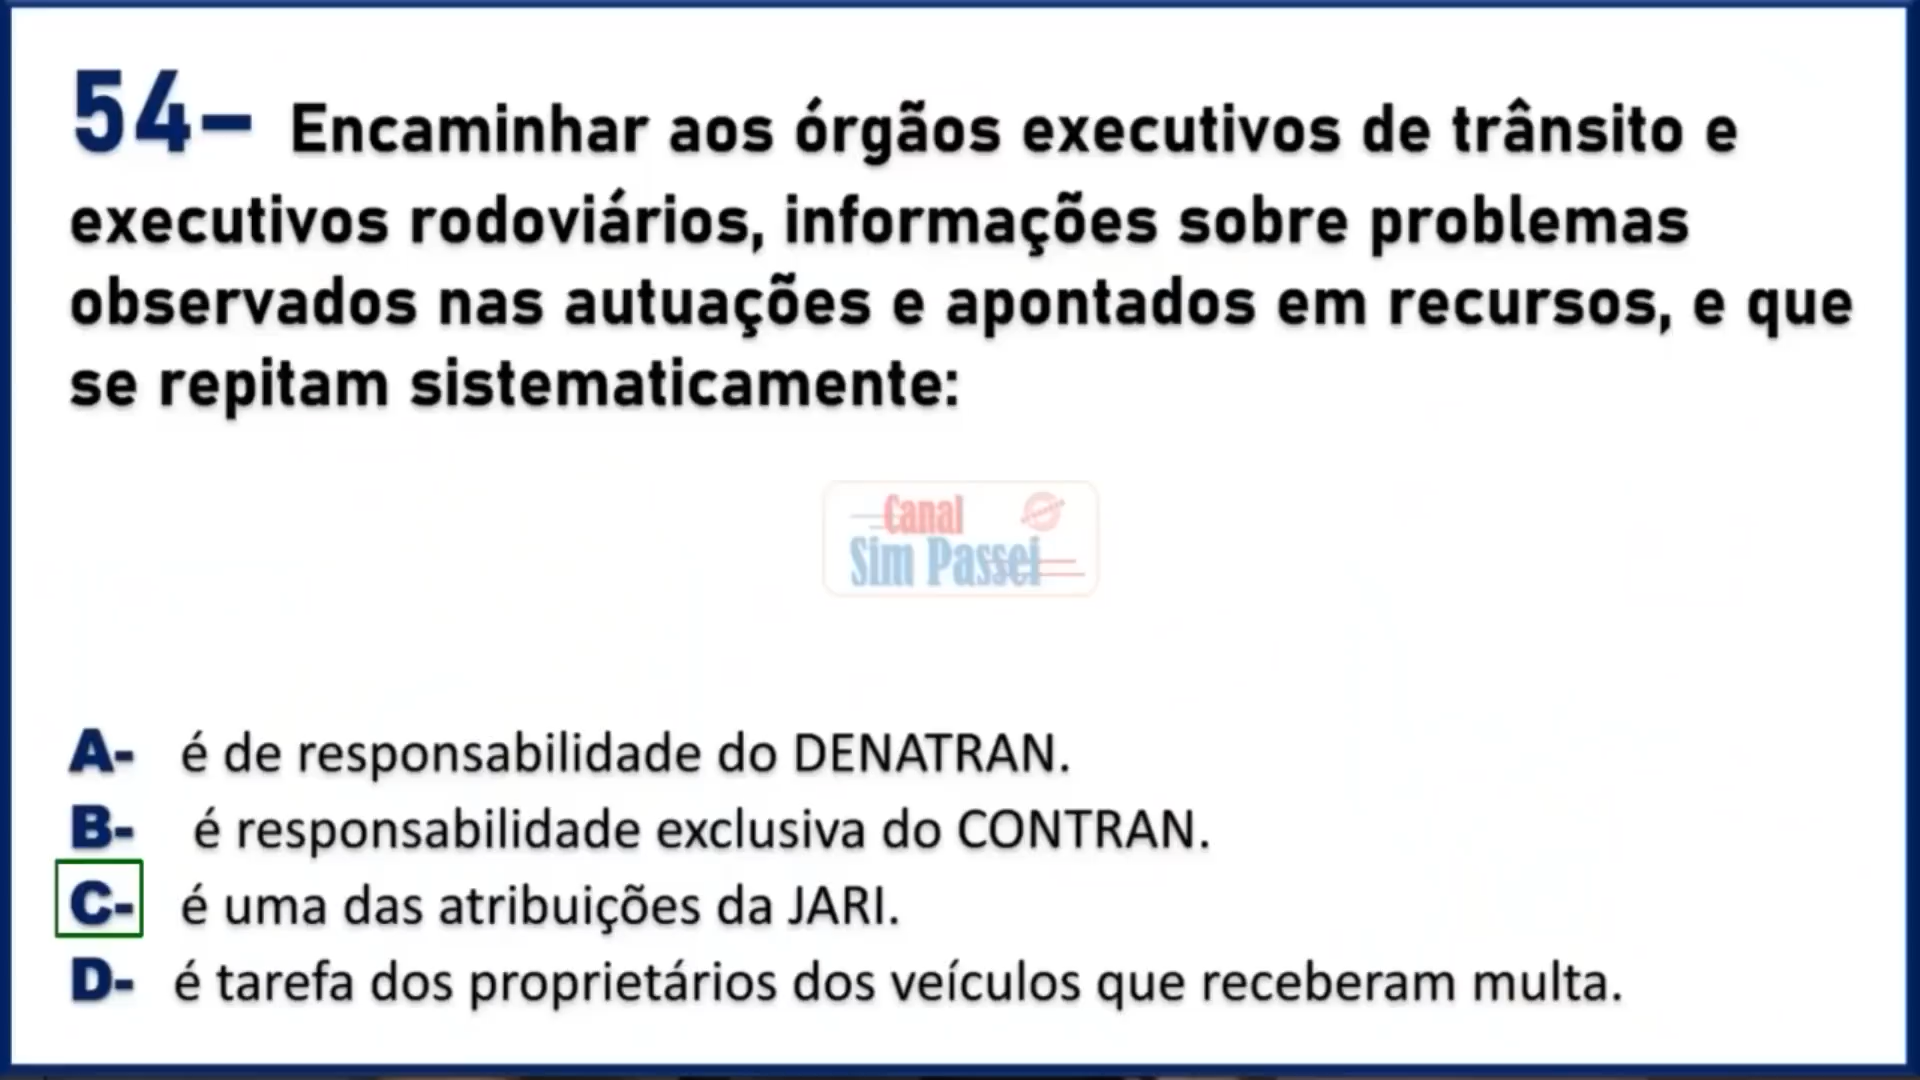 54– Encaminhar aos órgãos executivos de trânsito e
executivos rodoviários, informações sobre problemas
observados nas autuações e apontados em recursos, e que
se repitam sistematicamente:
Canal
Sim Passei
A- é de responsabilidade do DENATRAN.
B- é responsabilidade exclusiva do CONTRAN.
C- é uma das atribuições da JARI.
D- é tarefa dos proprietários dos veículos que receberam multa.